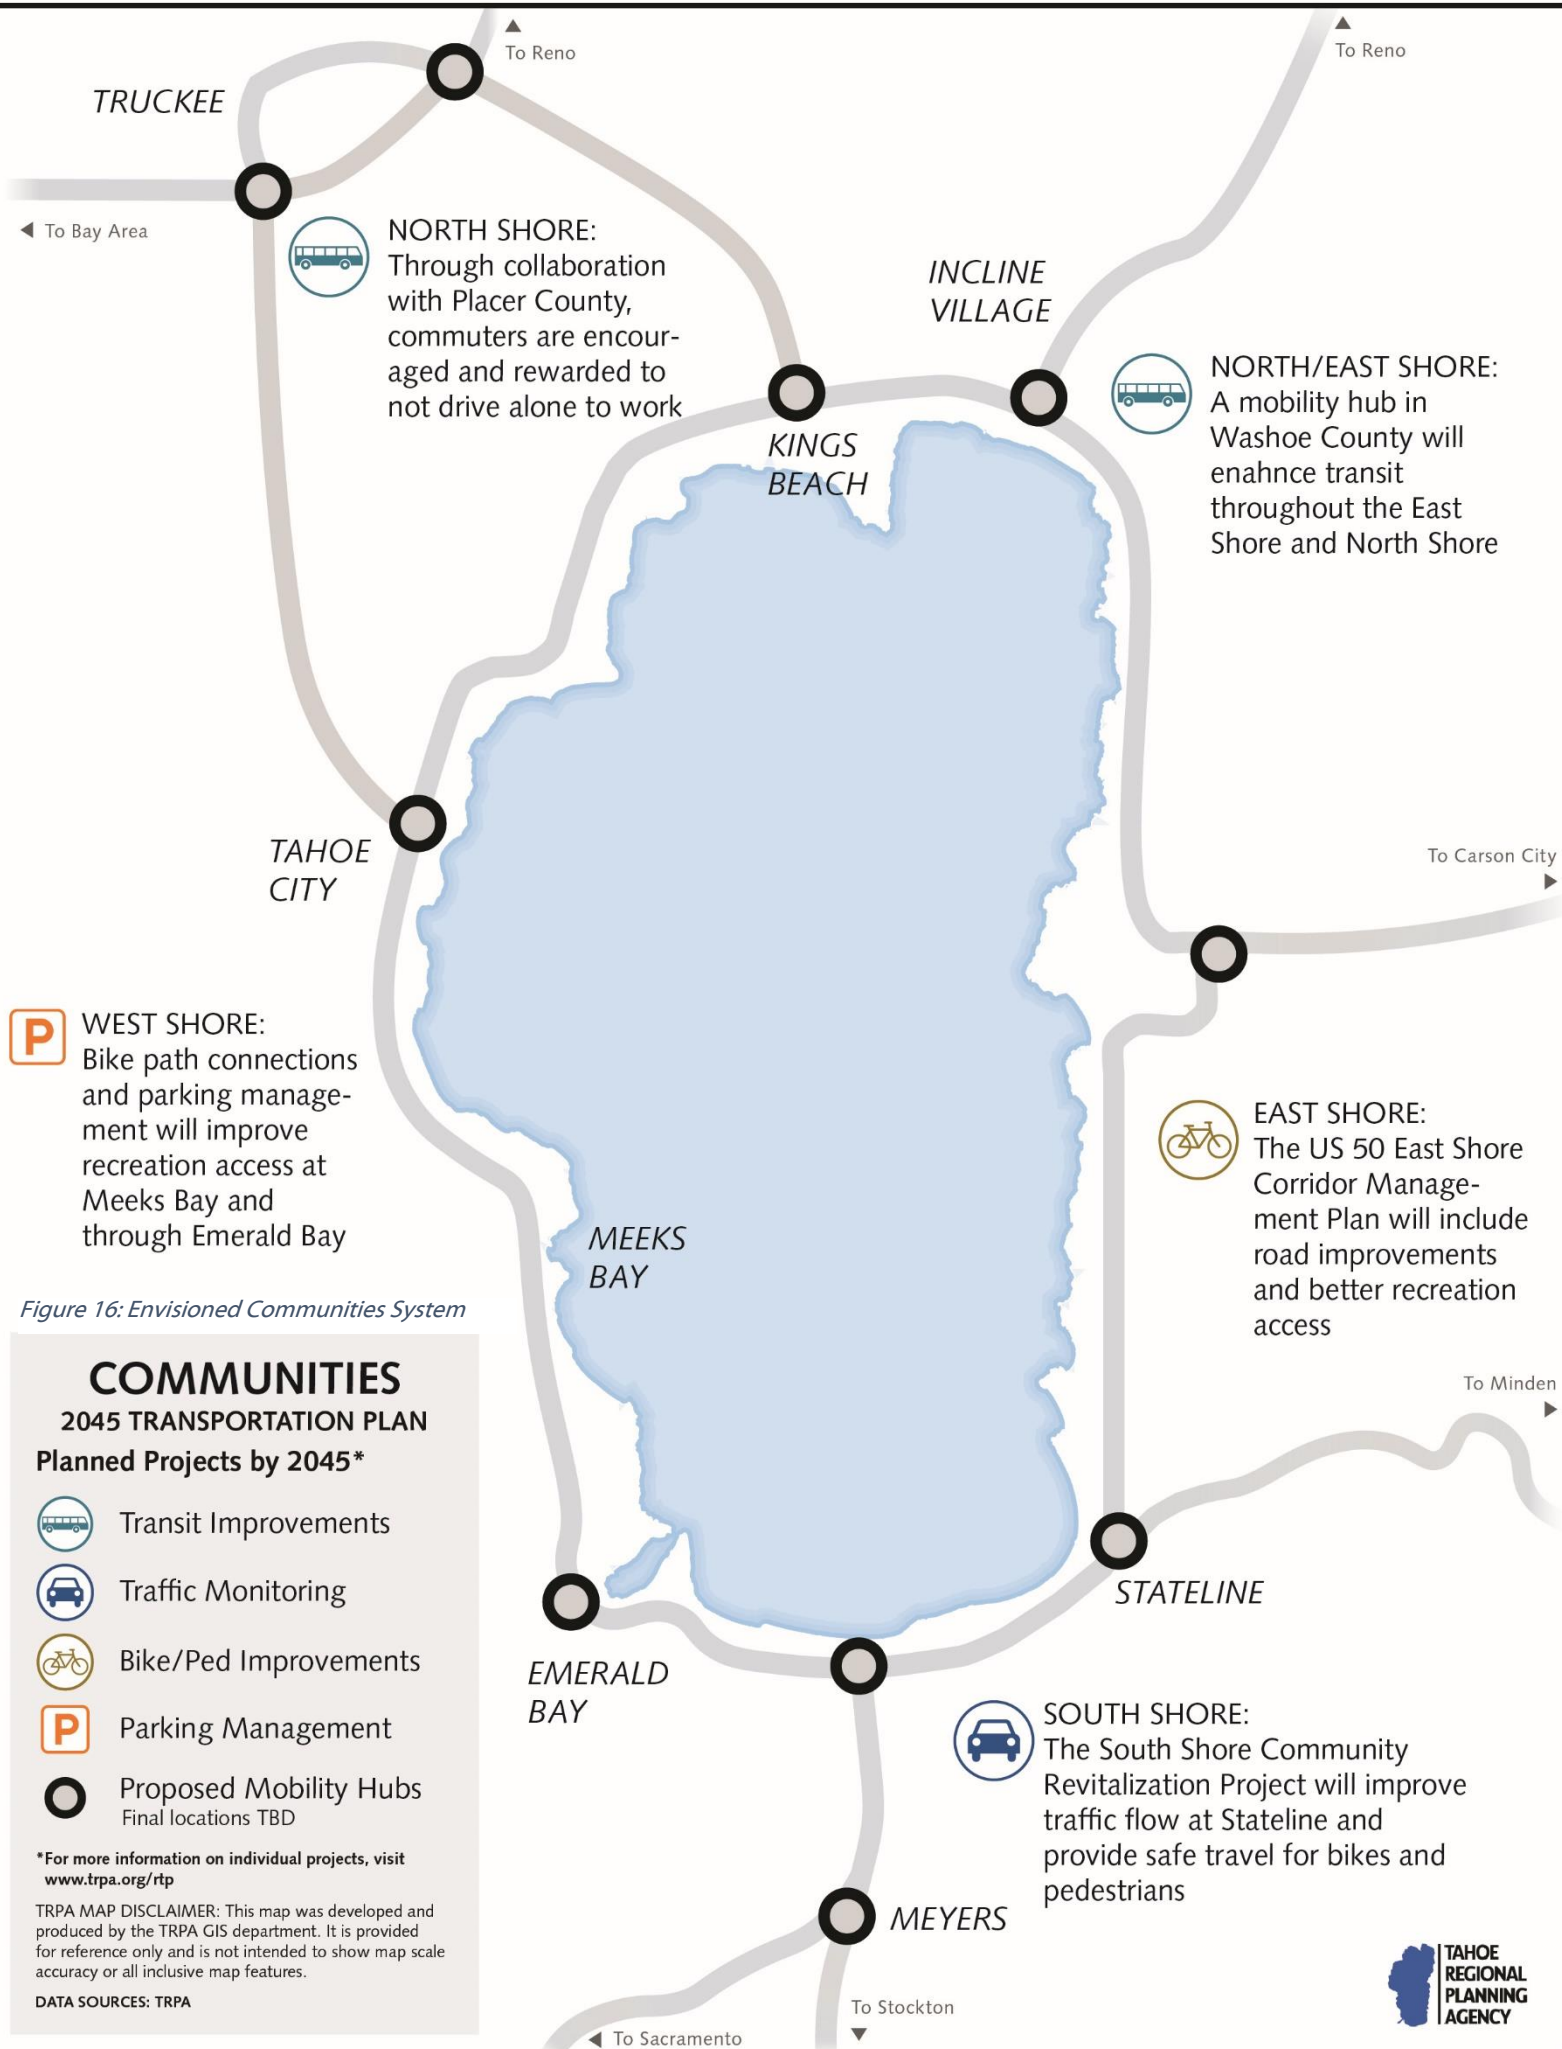 To Reno
To Reno
TRUCKEE
To Bay Area
NORTH SHORE:
Through collaboration
with Placer County,
commuters are encour-
aged and rewarded to
not drive alone to work
INCLINE
VILLAGE
KINGS
BEACH
NORTH/EAST SHORE:
A mobility hub in
Washoe County will
enahnce transit
throughout the East
Shore and North Shore
TAHOE
CITY
To Carson City
WEST SHORE:
Bike path connections
and parking manage-
ment will improve
recreation access at
Meeks Bay and
through Emerald Bay
P
EAST SHORE:
The US 50 East Shore
Corridor Manage-
ment Plan will include
road improvements
and better recreation
access
MEEKS
BAY
To Minden
Figure 16: Envisioned Communities System
COMMUNITIES
2045 TRANSPORTATION PLAN
Planned Projects by 2045*
Transit Improvements
Traffic Monitoring
Bike/Ped Improvements
P Parking Management
Proposed Mobility Hubs
Final locations TBD
*For more information on individual projects, visit
www.trpa.org/rtp
TRPA MAP DISCLAIMER: This map was developed and
produced by the TRPA GIS department. It is provided
for reference only and is not intended to show map scale
accuracy or all inclusive map features.
DATA SOURCES: TRPA
STATELINE
EMERALD
BAY
SOUTH SHORE:
The South Shore Community
Revitalization Project will improve
traffic flow at Stateline and
provide safe travel for bikes and
pedestrians
MEYERS
To Stockton
To Sacramento
TAHOE
REGIONAL
PLANNING
AGENCY